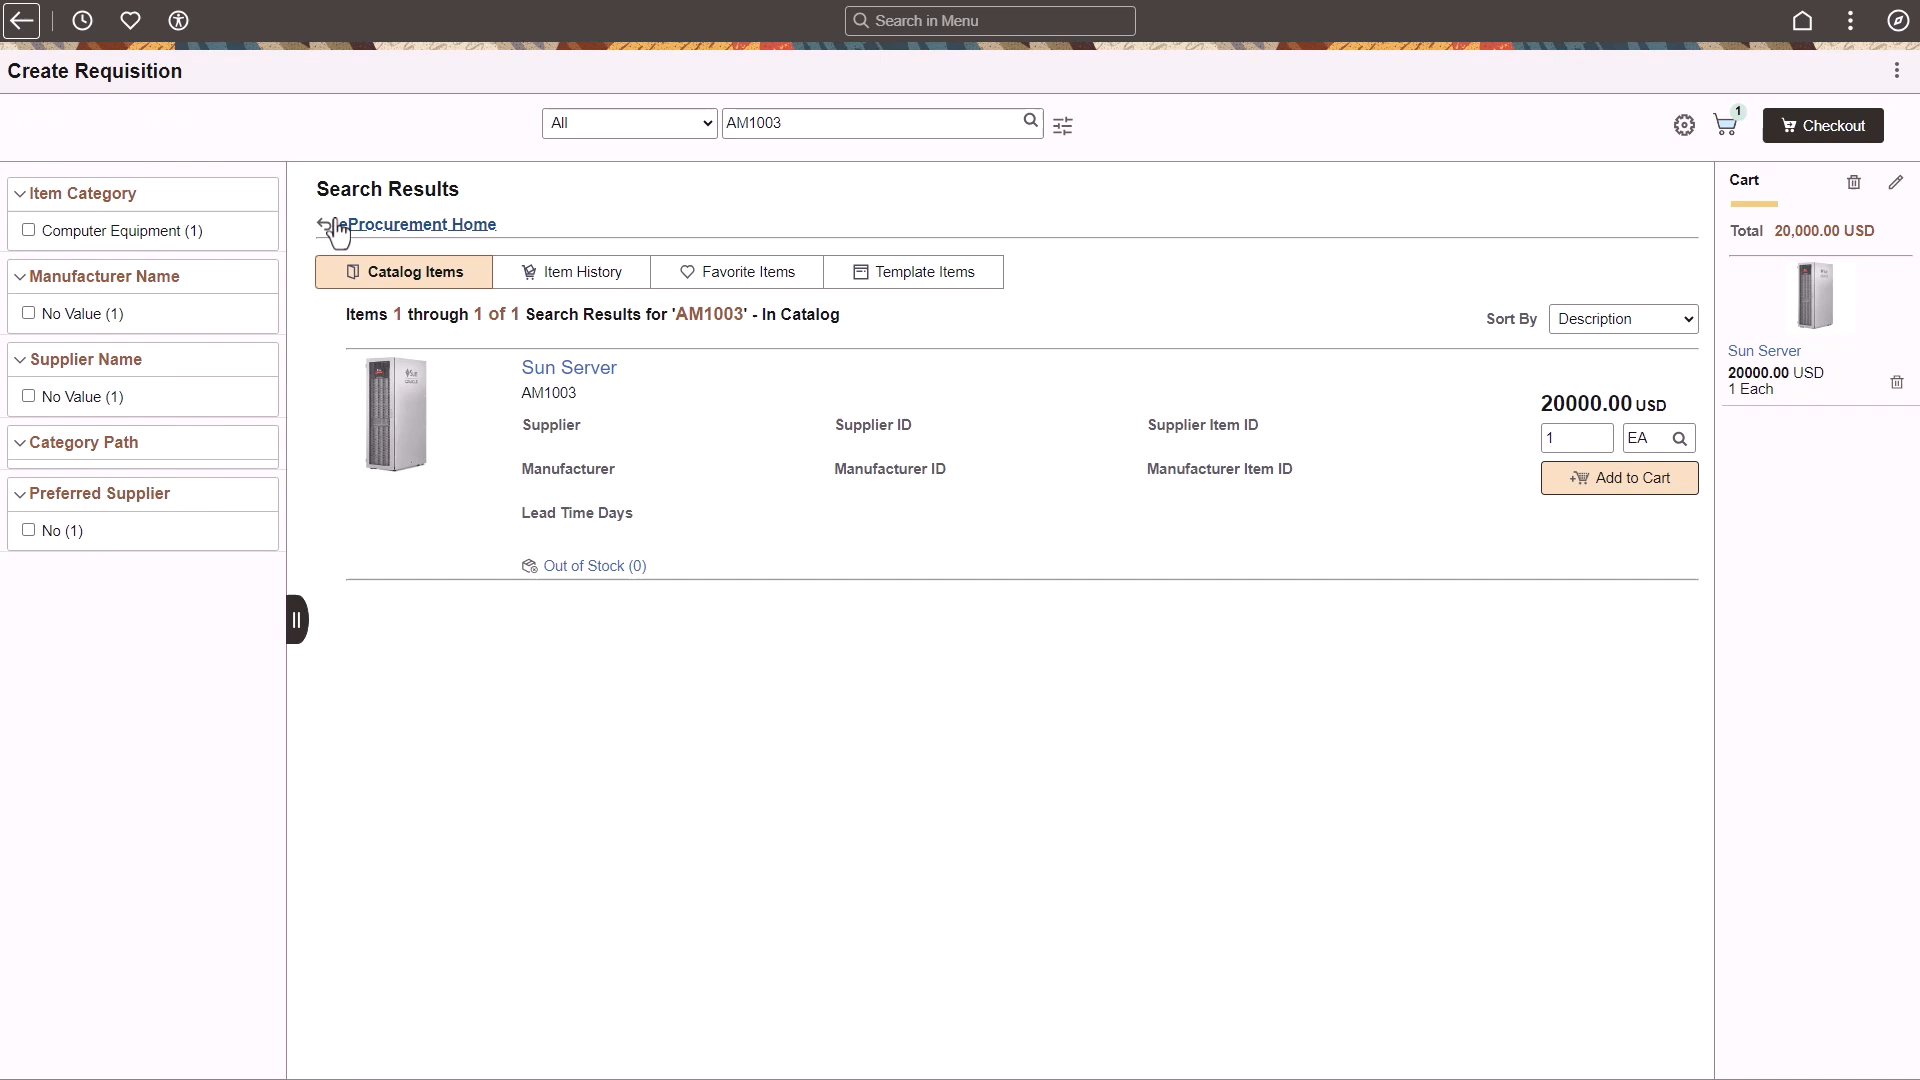 Search in Menu
Create Requisition
All
AM1003
1
Checkout
Item Category
Computer Equipment (1)
Manufacturer Name
No Value (1)
Supplier Name
No Value (1)
Category Path
Preferred Supplier
No (1)
Search Results
eProcurement Home
Catalog Items
Item History
Favorite Items
Template Items
Items 1 through 1 of 1 Search Results for 'AM1003' - In Catalog
Sort By
Description
Sun Server
AM1003
Supplier
Supplier ID
Supplier Item ID
Manufacturer
Manufacturer ID
Manufacturer Item ID
Lead Time Days
Out of Stock (0)
20000.00 USD
1
EA
Add to Cart
Cart
Total 20,000.00 USD
Sun Server
20000.00 USD
1 Each